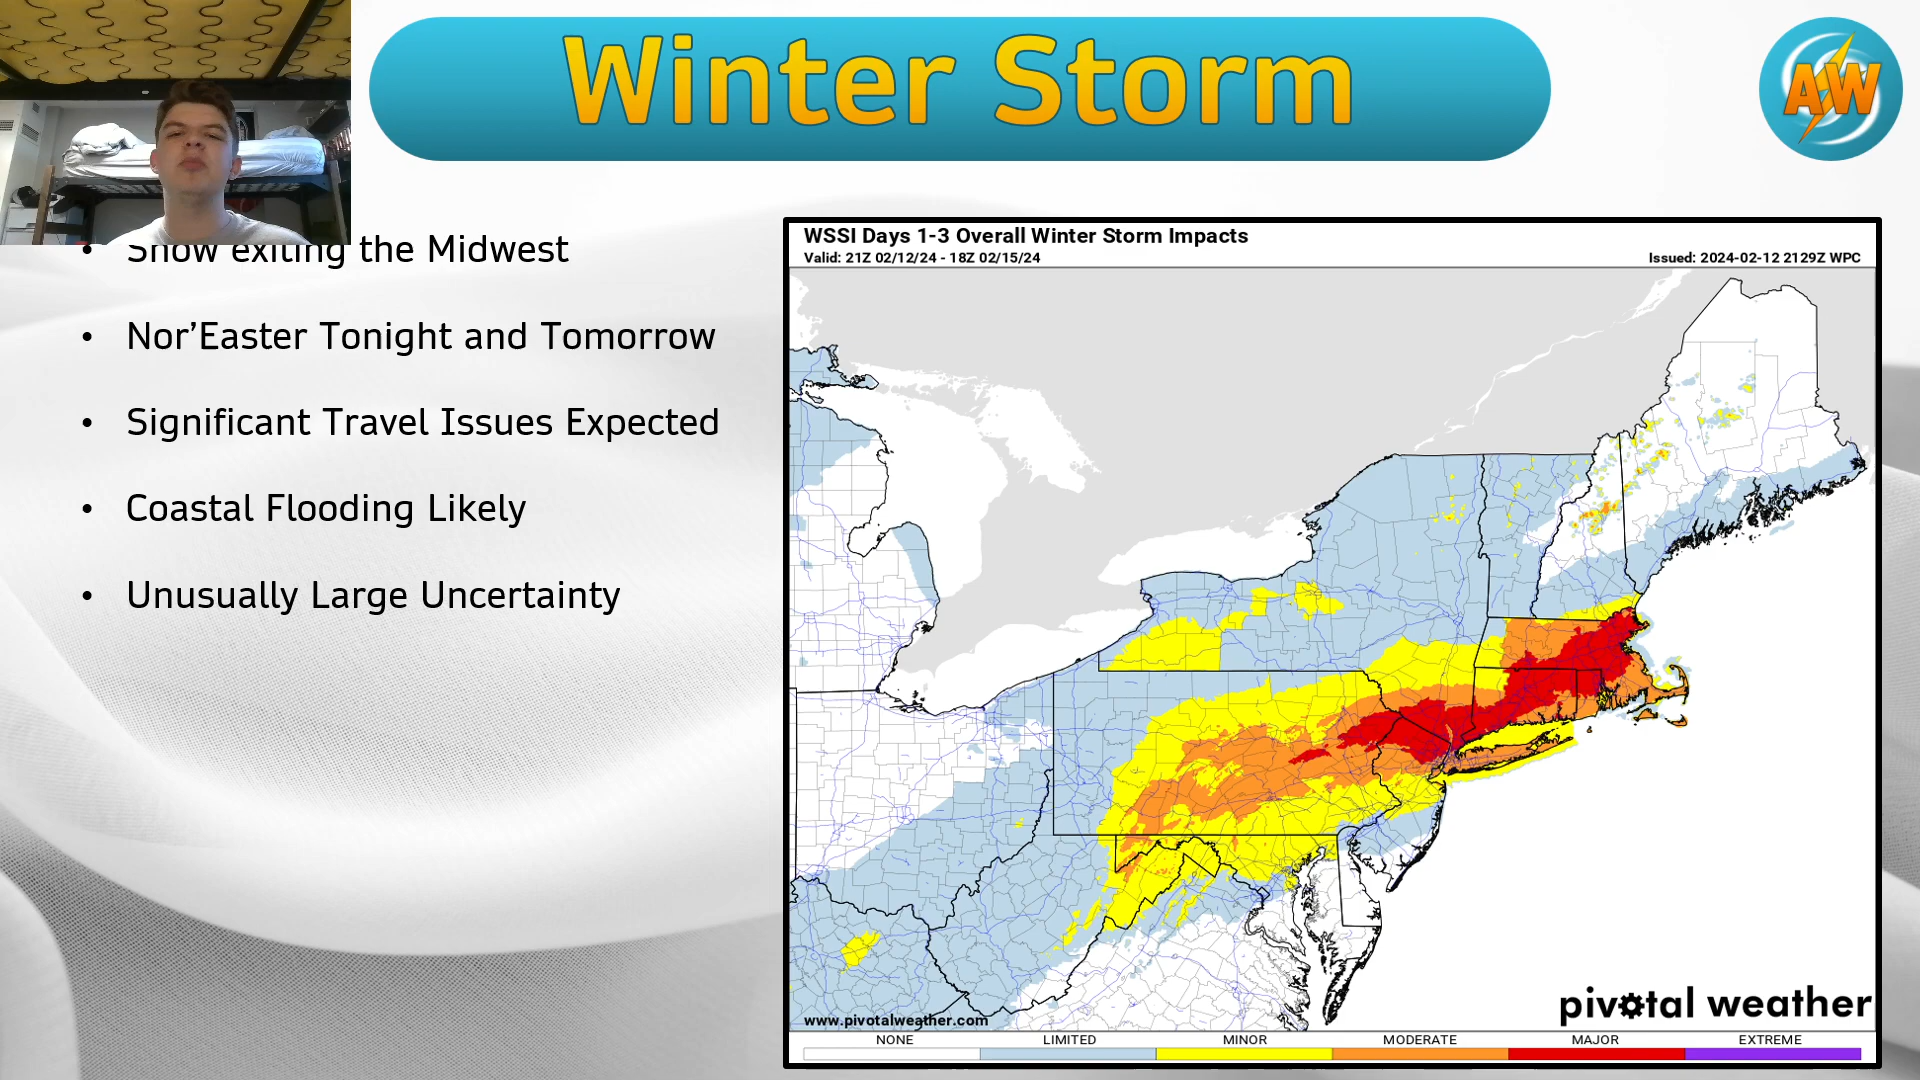 Winter Storm
AW
• Snow exiting the Midwest
• Nor’Easter Tonight and Tomorrow
• Significant Travel Issues Expected
• Coastal Flooding Likely
• Unusually Large Uncertainty
WSSI Days 1-3 Overall Winter Storm Impacts
Valid: 21Z 02/12/24 - 18Z 02/15/24 Issued: 2024-02-12 2129Z WPC
pivotal weather
www.pivotalweather.com
NONE LIMITED MINOR MODERATE MAJOR EXTREME